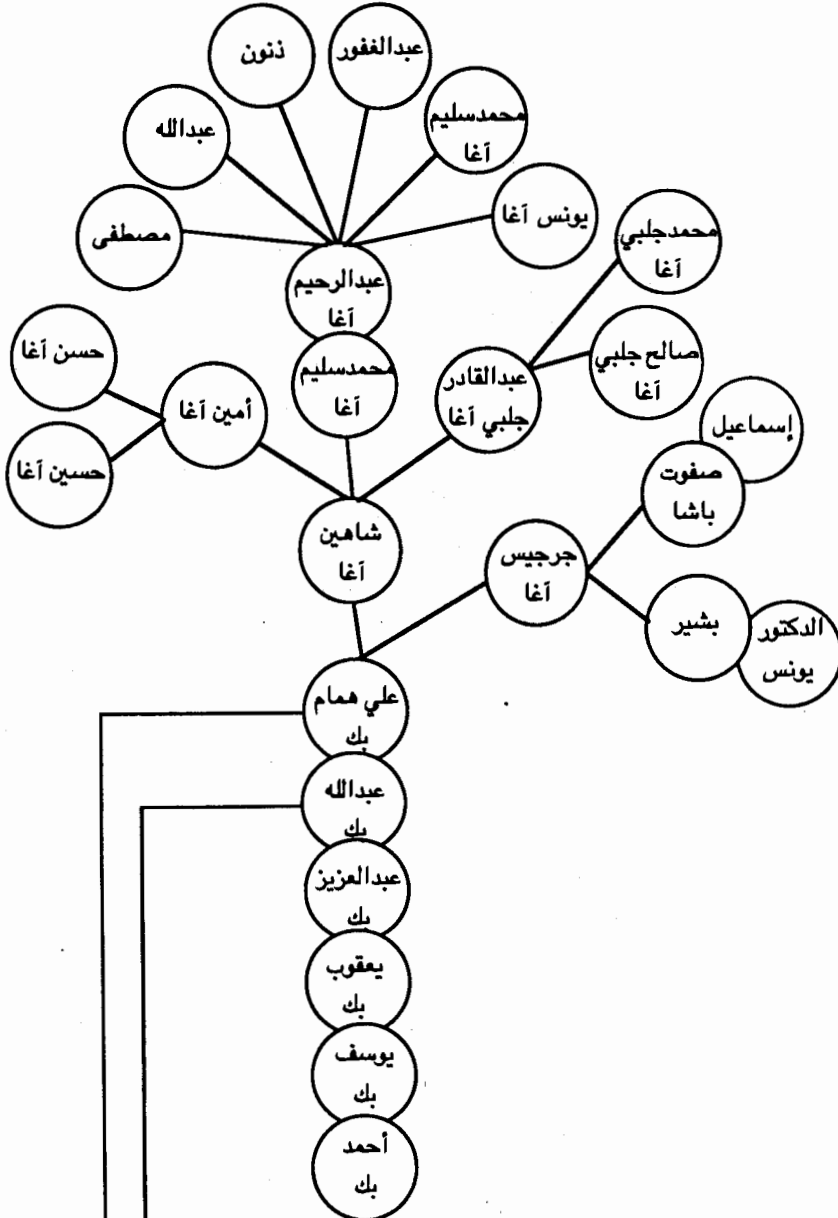 ذنون
عبدالغفور
عبدالله
محمدسليم
آغا
مصطفى
يونس آغا
محمدجلبي
آغا
عبدالرحيم
آغا
حسن آغا
محمدسليم
آغا
صالح جلبي
آغا
أمين آغا
عبدالقادر
جلبي آغا
إسماعيل
حسين آغا
صفوت
باشا
شاهين
آغا
جرجيس
آغا
بشير
الدكتور
يونس
علي همام
بك
عبدالله
بك
عبدالعزيز
بك
يعقوب
بك
يوسف
بك
أحمد
بك